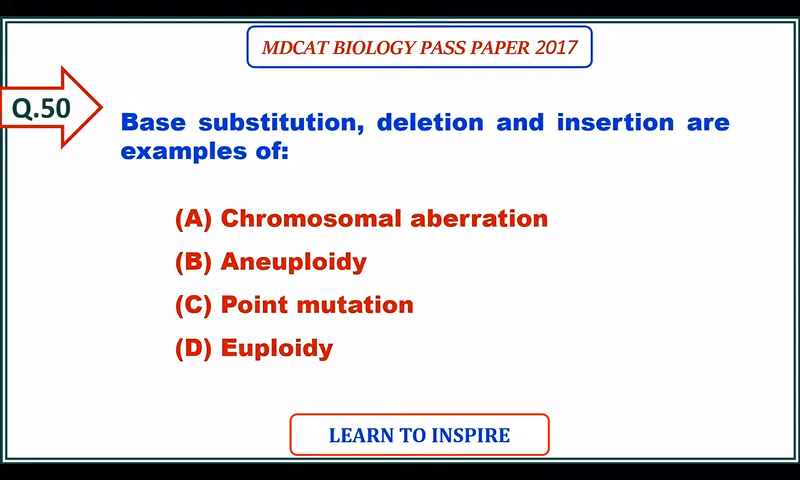 MDCAT BIOLOGY PASS PAPER 2017
Q.50
Base substitution, deletion and insertion are
examples of:
(A) Chromosomal aberration
(B) Aneuploidy
(C) Point mutation
(D) Euploidy
LEARN TO INSPIRE